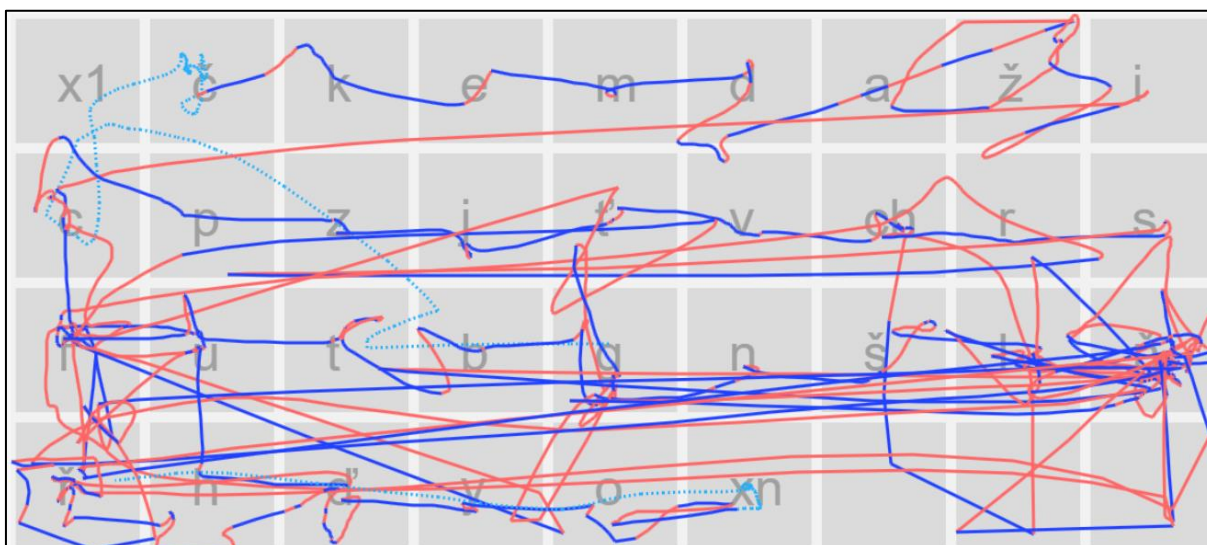 x1 č k e m d a ž i
c p z j ť v ch r s
u t b g n š
ř h ď y o xn